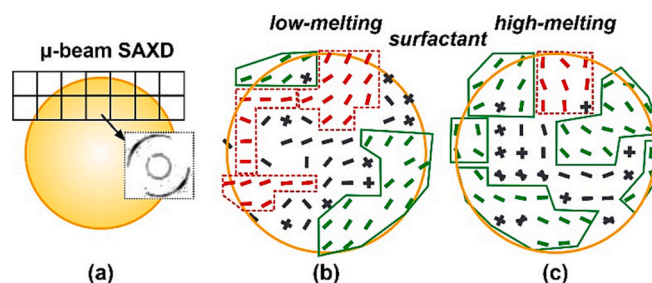 μ-beam SAXD
low-melting
surfactant
high-melting
(a)
(b)
(c)